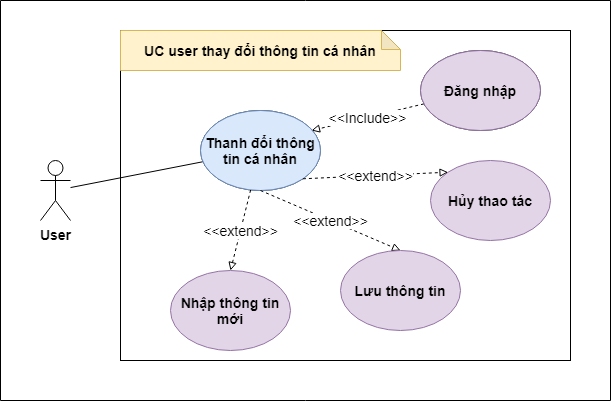 UC user thay đổi thông tin cá nhân
Đăng nhập
<<Include>>
Thanh đổi thông
tin cá nhân
<<extend>>
Hủy thao tác
<<extend>>
<<extend>>
User
Lưu thông tin
Nhập thông tin
mới